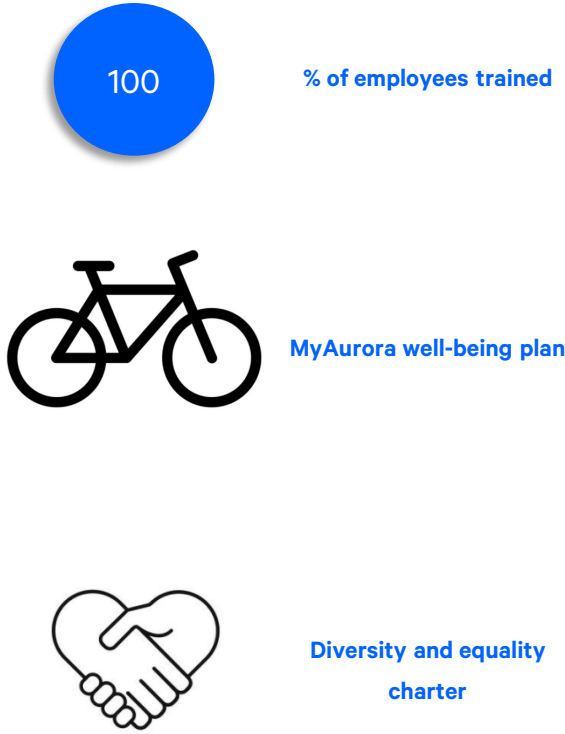 100
% of employees trained
MyAurora well-being plan
Diversity and equality
charter